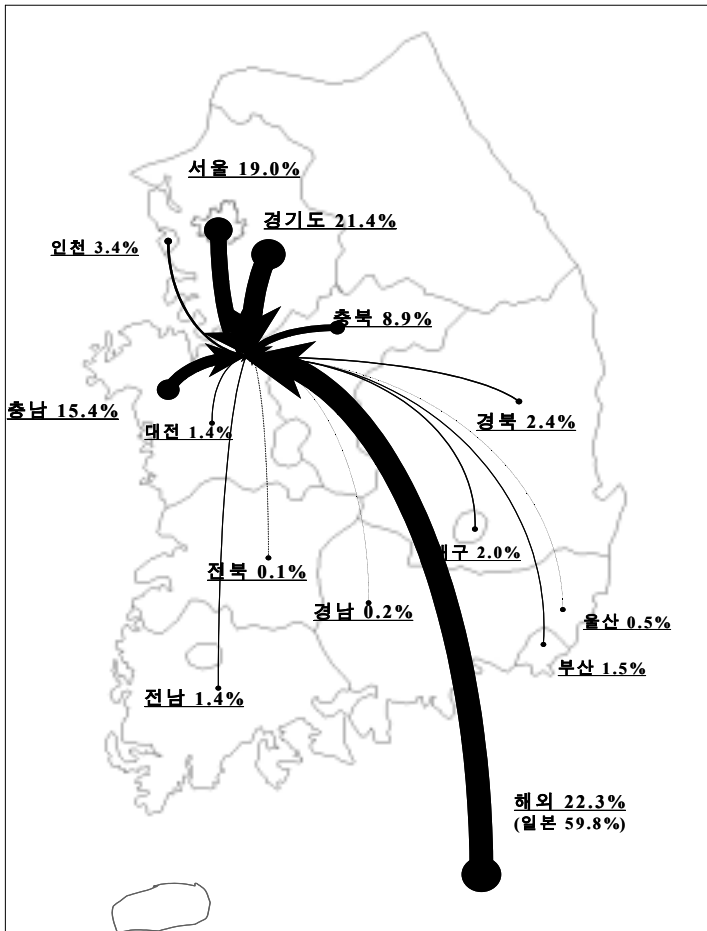 서울 19.0%
경기도 21.4%
인천 3.4%
충북 8.9%
충남 15.4%
경북 2.4%
대전 1.4%
대구 2.0%
전북 0.1%
경남 0.2%
울산 0.5%
부산 1.5%
전남 1.4%
해외 22.3%
(일본 59.8%)